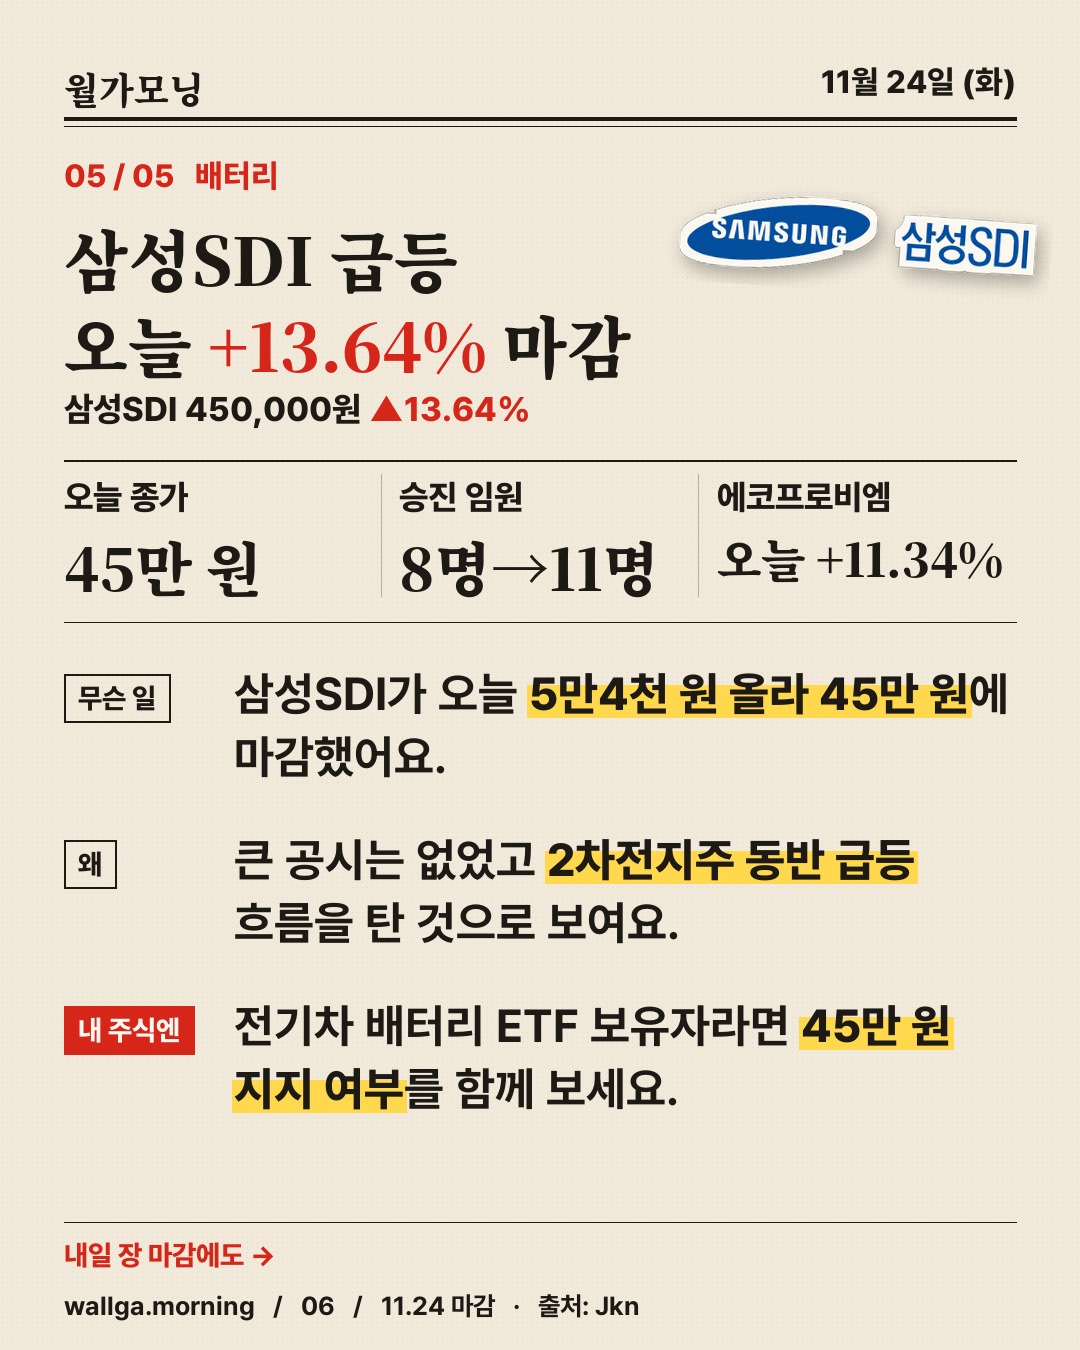 월가모닝
11월 24일 (화)
05 / 05 배터리
삼성SDI 급등
SAMSUNG
삼성SDI
오늘 +13.64% 마감
삼성SDI 450,000원 ▲13.64%
오늘 종가
45만 원
승진 임원
8명→11명
에코프로비엠
오늘 +11.34%
무슨 일
삼성SDI가 오늘 5만4천 원 올라 45만 원에
마감했어요.
왜
큰 공시는 없었고 2차전지주 동반 급등
흐름을 탄 것으로 보여요.
내 주식엔
전기차 배터리 ETF 보유자라면 45만 원
지지 여부를 함께 보세요.
내일 장 마감에도 →
wallga.morning / 06 / 11.24 마감 · 출처: Jkn